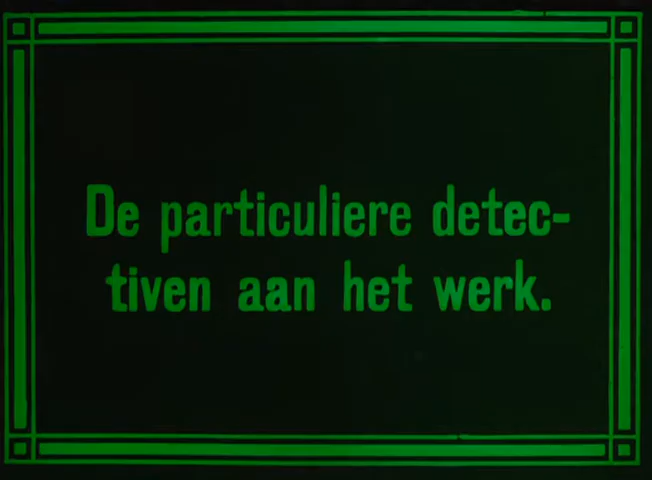 De particuliere detec-
tiven aan het werk.